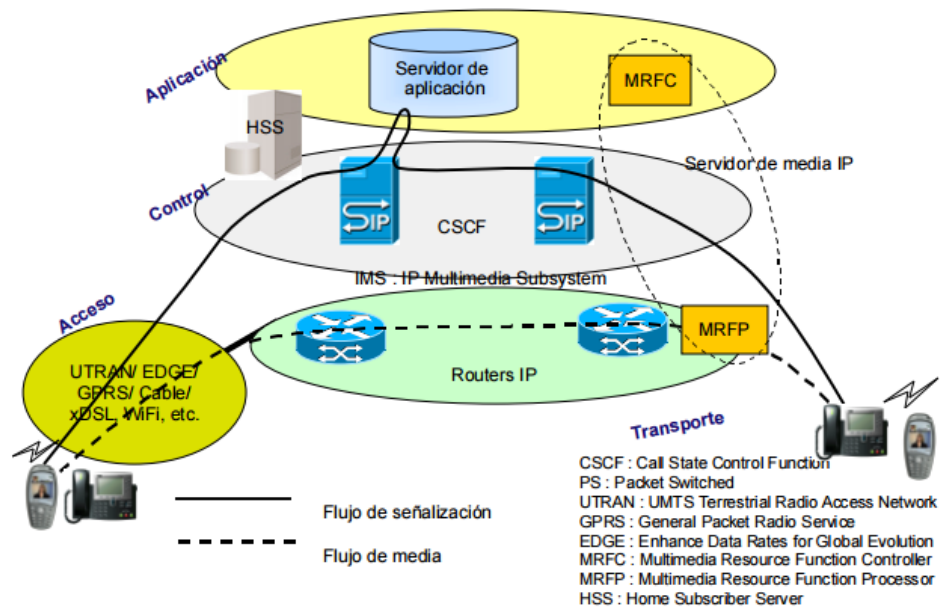 Aplicación
Servidor de
aplicación
MRFC
HSS
Servidor de media IP
Control
SIP
SIP
CSCF
IMS : IP Multimedia Subsystem
Acceso
UTRAN/ EDGE/
GPRS/ Cable/
xDSL, WiFi, etc.
MRFP
Routers IP
Transporte
Flujo de señalización
Flujo de media
CSCF : Call State Control Function
PS : Packet Switched
UTRAN : UMTS Terrestrial Radio Access Network
GPRS : General Packet Radio Service
EDGE : Enhance Data Rates for Global Evolution
MRFC : Multimedia Resource Function Controller
MRFP : Multimedia Resource Function Processor
HSS : Home Subscriber Server